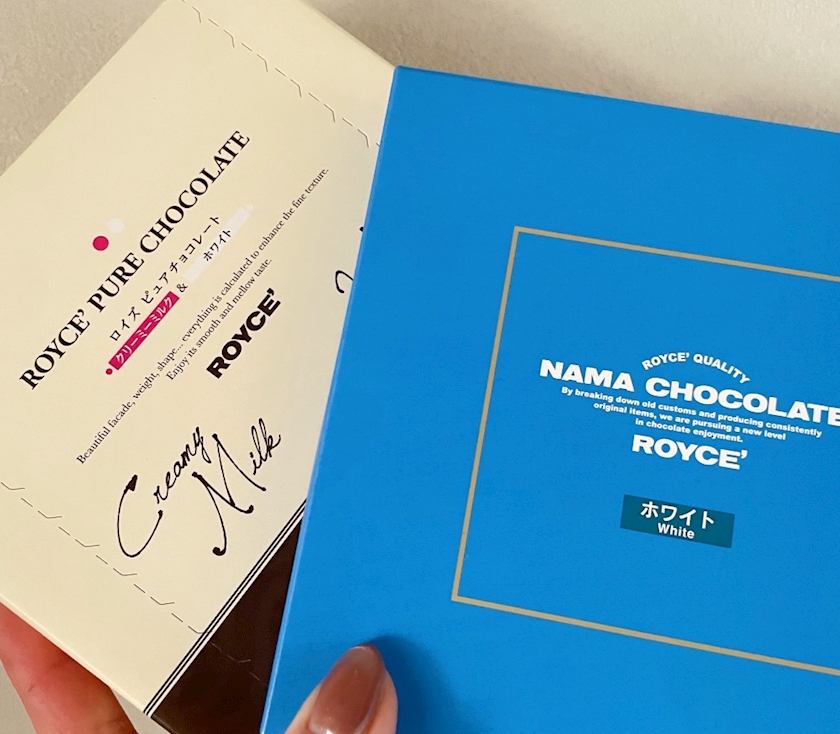 ROYCE' PURE CHOCOLATE
ロイズ ピュアチョコレート
クリーミーミルク & ホワイト
Beautiful facade, weight, shape... everything is calculated to enhance the fine texture.
Enjoy its smooth and mellow taste.
ROYCE'
Creamy
Milk
ROYCE' QUALITY
NAMA CHOCOLATE
By breaking down old customs and producing consistently
original items, we are pursuing a new level
in chocolate enjoyment.
ROYCE'
ホワイト
White